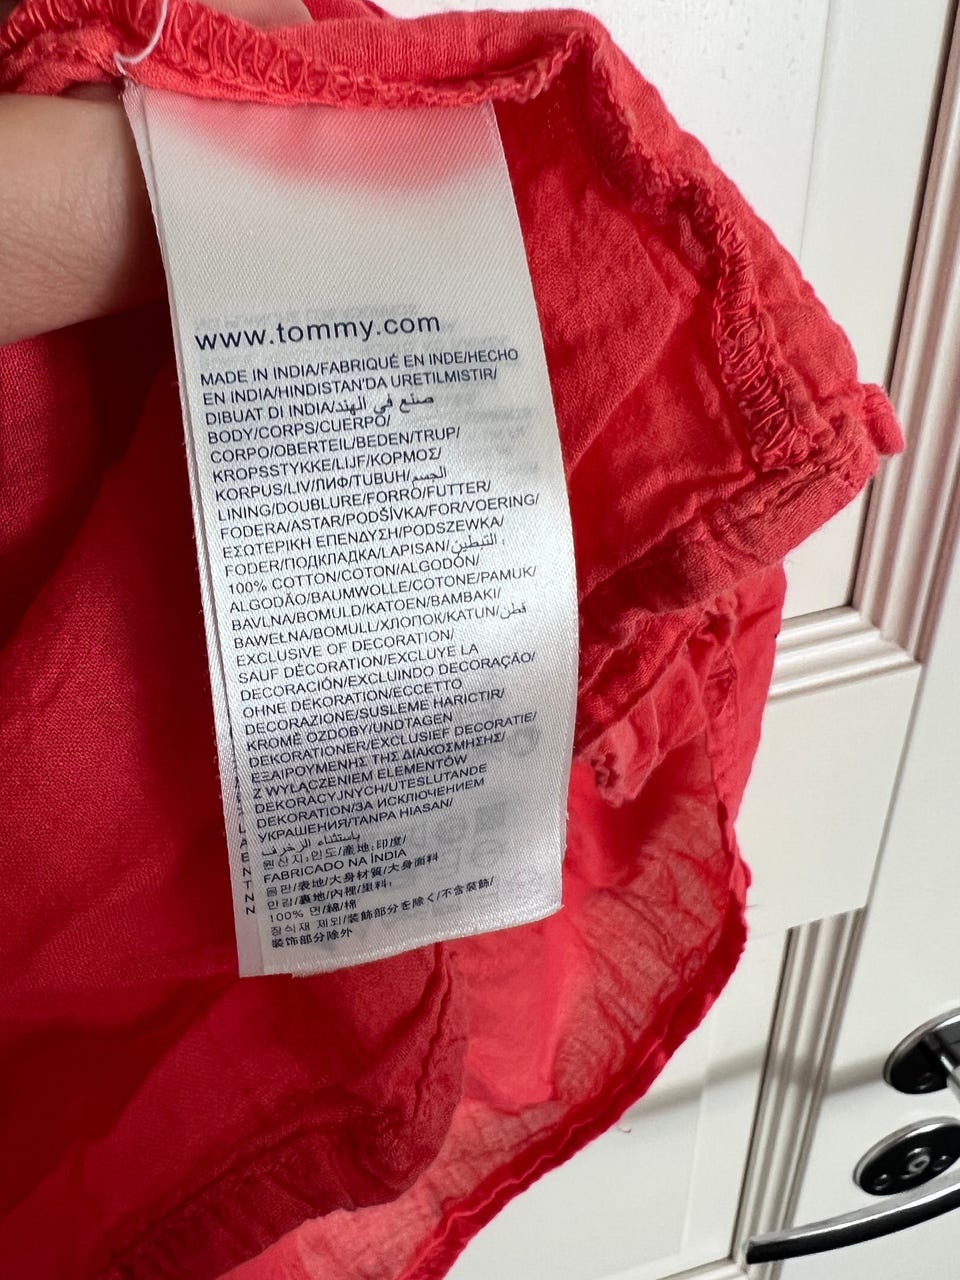 www.tommy.com
MADE IN INDIA/FABRIQUÉ EN INDE/HECHO
EN INDIA/HINDISTAN'DA URETILMISTIR/
DIBUAT DI INDIA/صنع في الهند
BODY/CORPS/CUERPO/
CORPO/OBERTEIL/BEDEN/TRUP/
KROPSSTYKKE/LIJF/ΚΟΡΜΟΣ/
KORPUS/LIV/ЛИФ/TUBUH/الجسم
LINING/DOUBLURE/FORRO/FUTTER/
FODERA/ASTAR/PODŠÍVKA/FOR/VOERING/
ΕΣΩΤΕΡΙΚΗ ΕΠΕΝΔΥΣΗ/PODSZEWKA/
FODER/ПОДКЛАДКА/LAPISAN/التبطين:
100% COTTON/COTON/ALGODÓN/
ALGODÃO/BAUMWOLLE/COTONE/PAMUK/
BAVLNA/BOMULD/KATOEN/ΒΑΜΒΑΚΙ/
BAWEŁNA/BOMULL/ХЛОПОК/KATUN/قطن
EXCLUSIVE OF DECORATION/
SAUF DÉCORATION/EXCLUYE LA
DECORACIÓN/EXCLUINDO DECORAÇÃO/
OHNE DEKORATION/ECCETTO
DECORAZIONE/SUSLEME HARICTIR/
KROMĚ OZDOBY/UNDTAGEN
DEKORATIONER/EXCLUSIEF DECORATIE/
ΕΞΑΙΡΟΥΜΕΝΗΣ ΤΗΣ ΔΙΑΚΟΣΜΗΣΗΣ/
Z WYŁĄCZENIEM ELEMENTÓW
DEKORACYJNYCH/UTESLUTANDE
DEKORATION/ЗА ИСКЛЮЧЕНИЕМ
УКРАШЕНИЯ/TANPA HIASAN/
باستثناء الزخرف
원산지:인도/産地:印度/
FABRICADO NA ÍNDIA
몸판/表地/大身材質/大身面料
안감/裏地/內裡/里料:
100% 면/綿/棉
장식재 제외/装飾部分を除く/不含裝飾/
装饰部分除外